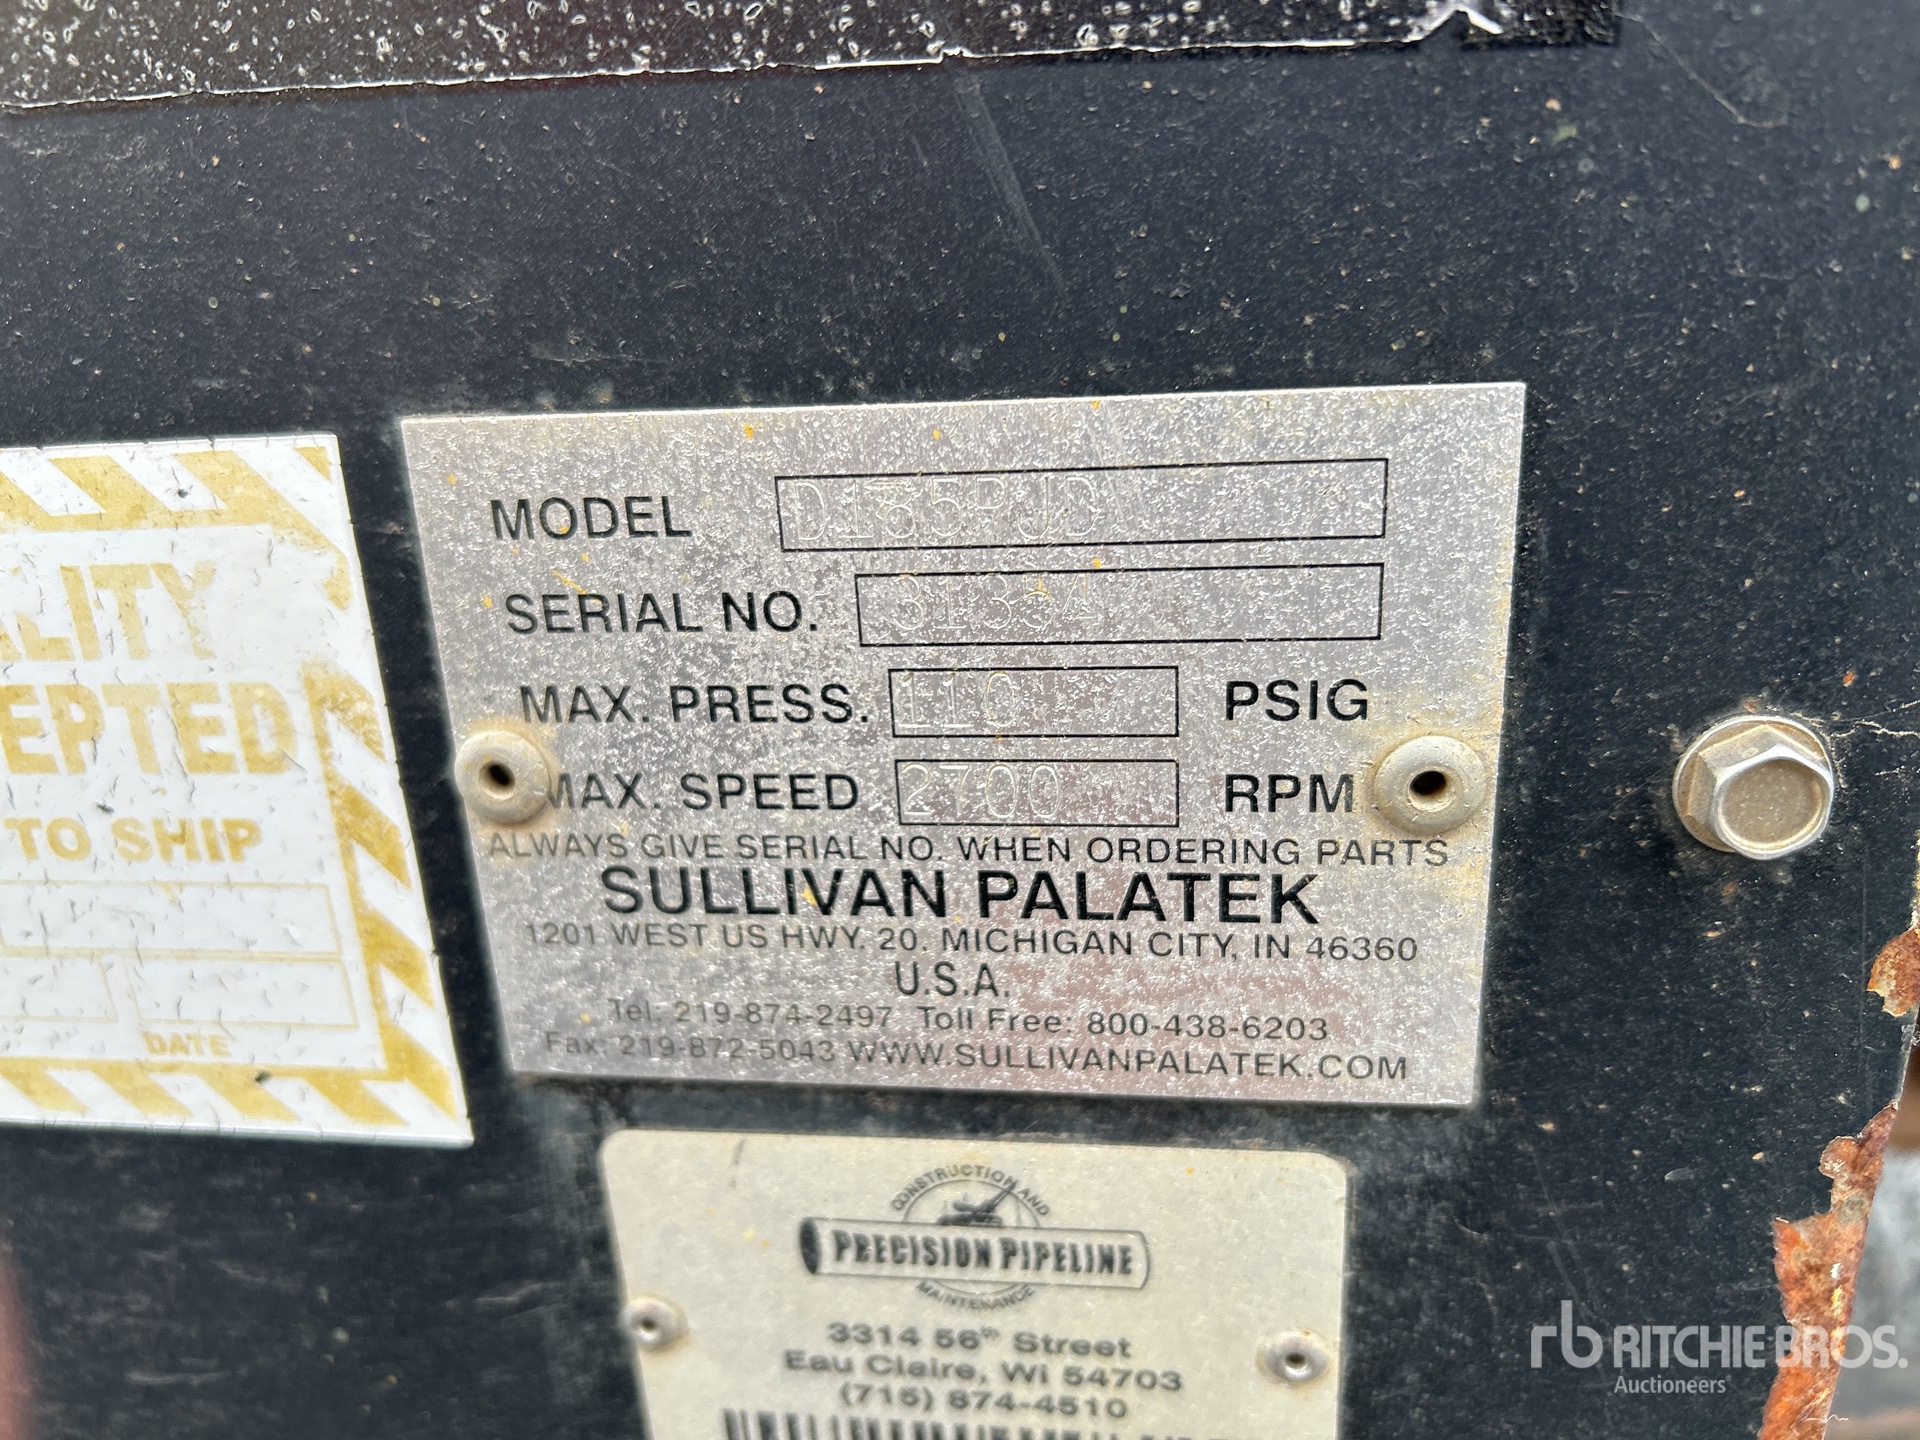 MODEL D185PJD
SERIAL NO.
MAX. PRESS. 110 PSIG
MAX. SPEED 2700 RPM
ALWAYS GIVE SERIAL NO. WHEN ORDERING PARTS
SULLIVAN PALATEK
1201 WEST US HWY. 20. MICHIGAN CITY, IN 46360
U.S.A.
Tel: 219-874-2497 Toll Free: 800-438-6203
Fax: 219-872-5043 WWW.SULLIVANPALATEK.COM
ALITY
EPTED
TO SHIP
DATE
CONSTRUCTION AND
PRECISION PIPELINE
MAINTENANCE
3314 56th Street
Eau Claire, Wi 54703
(715) 874-4510
rb RITCHIE BROS.
Auctioneers